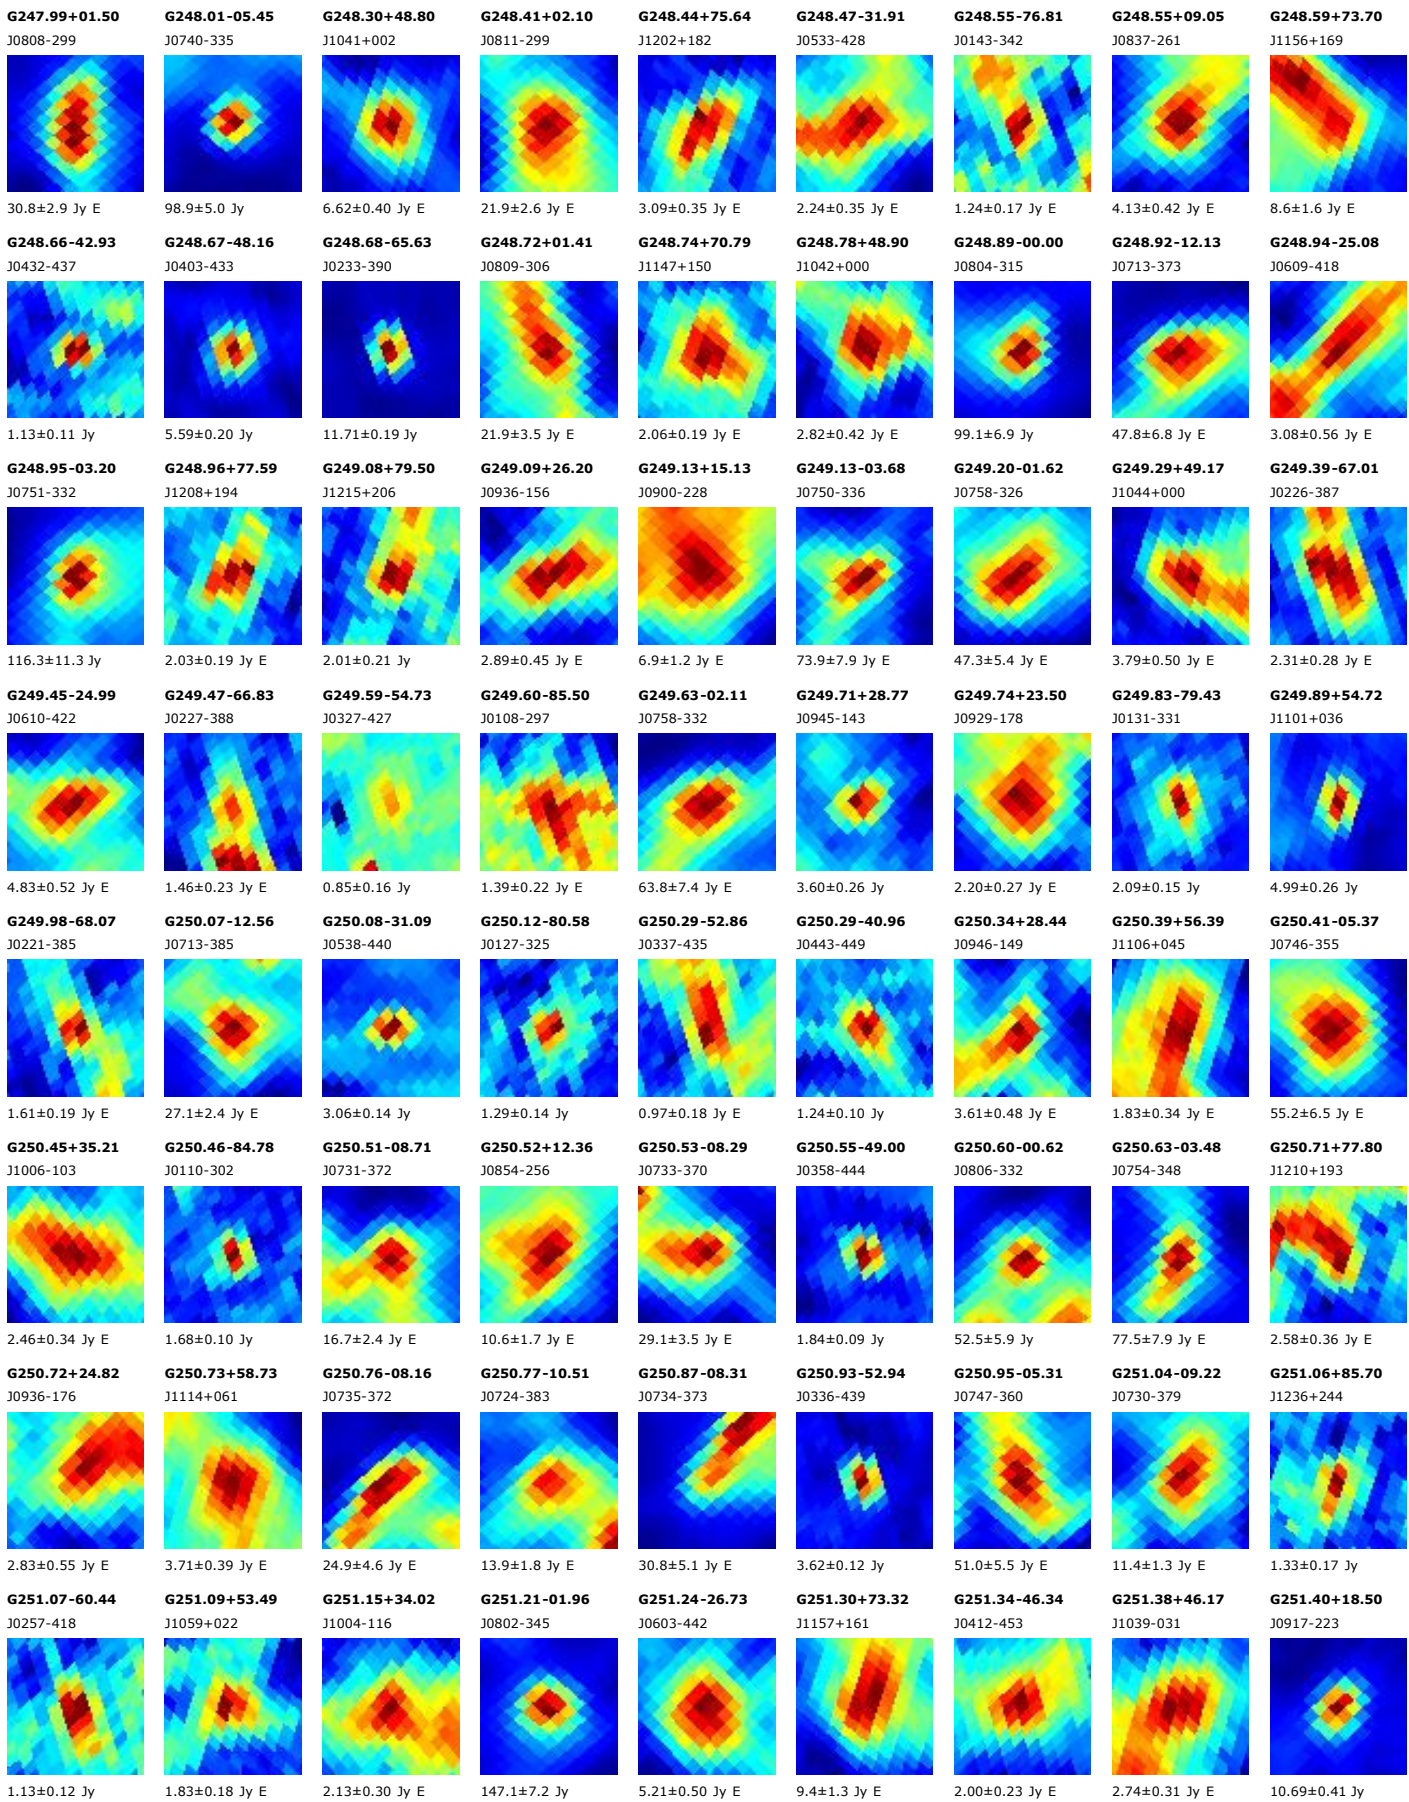 G247.99+01.50 G248.01-05.45 G248.30+48.80 G248.41+02.10 G248.44+75.64 G248.47-31.91 G248.55-76.81 G248.55+09.05 G248.59+73.70
J0808-299 J0740-335 J1041+002 J0811-299 J1202+182 J0533-428 J0143-342 J0837-261 J1156+169
30.8±2.9 Jy E 98.9±5.0 Jy 6.62±0.40 Jy E 21.9±2.6 Jy E 3.09±0.35 Jy E 2.24±0.35 Jy E 1.24±0.17 Jy E 4.13±0.42 Jy E 8.6±1.6 Jy E
G248.66-42.93 G248.67-48.16 G248.68-65.63 G248.72+01.41 G248.74+70.79 G248.78+48.90 G248.89-00.00 G248.92-12.13 G248.94-25.08
J0432-437 J0403-433 J0233-390 J0809-306 J1147+150 J1042+000 J0804-315 J0713-373 J0609-418
1.13±0.11 Jy 5.59±0.20 Jy 11.71±0.19 Jy 21.9±3.5 Jy E 2.06±0.19 Jy E 2.82±0.42 Jy E 99.1±6.9 Jy 47.8±6.8 Jy E 3.08±0.56 Jy E
G248.95-03.20 G248.96+77.59 G249.08+79.50 G249.09+26.20 G249.13+15.13 G249.13-03.68 G249.20-01.62 G249.29+49.17 G249.39-67.01
J0751-332 J1208+194 J1215+206 J0936-156 J0900-228 J0750-336 J0758-326 J1044+000 J0226-387
116.3±11.3 Jy 2.03±0.19 Jy E 2.01±0.21 Jy 2.89±0.45 Jy E 6.9±1.2 Jy E 73.9±7.9 Jy E 47.3±5.4 Jy E 3.79±0.50 Jy E 2.31±0.28 Jy E
G249.45-24.99 G249.47-66.83 G249.59-54.73 G249.60-85.50 G249.63-02.11 G249.71+28.77 G249.74+23.50 G249.83-79.43 G249.89+54.72
J0610-422 J0227-388 J0327-427 J0108-297 J0758-332 J0945-143 J0929-178 J0131-331 J1101+036
4.83±0.52 Jy E 1.46±0.23 Jy E 0.85±0.16 Jy 1.39±0.22 Jy E 63.8±7.4 Jy E 3.60±0.26 Jy 2.20±0.27 Jy E 2.09±0.15 Jy 4.99±0.26 Jy
G249.98-68.07 G250.07-12.56 G250.08-31.09 G250.12-80.58 G250.29-52.86 G250.29-40.96 G250.34+28.44 G250.39+56.39 G250.41-05.37
J0221-385 J0713-385 J0538-440 J0127-325 J0337-435 J0443-449 J0946-149 J1106+045 J0746-355
1.61±0.19 Jy E 27.1±2.4 Jy E 3.06±0.14 Jy 1.29±0.14 Jy 0.97±0.18 Jy E 1.24±0.10 Jy 3.61±0.48 Jy E 1.83±0.34 Jy E 55.2±6.5 Jy E
G250.45+35.21 G250.46-84.78 G250.51-08.71 G250.52+12.36 G250.53-08.29 G250.55-49.00 G250.60-00.62 G250.63-03.48 G250.71+77.80
J1006-103 J0110-302 J0731-372 J0854-256 J0733-370 J0358-444 J0806-332 J0754-348 J1210+193
2.46±0.34 Jy E 1.68±0.10 Jy 16.7±2.4 Jy E 10.6±1.7 Jy E 29.1±3.5 Jy E 1.84±0.09 Jy 52.5±5.9 Jy 77.5±7.9 Jy E 2.58±0.36 Jy E
G250.72+24.82 G250.73+58.73 G250.76-08.16 G250.77-10.51 G250.87-08.31 G250.93-52.94 G250.95-05.31 G251.04-09.22 G251.06+85.70
J0936-176 J1114+061 J0735-372 J0724-383 J0734-373 J0336-439 J0747-360 J0730-379 J1236+244
2.83±0.55 Jy E 3.71±0.39 Jy E 24.9±4.6 Jy E 13.9±1.8 Jy E 30.8±5.1 Jy E 3.62±0.12 Jy 51.0±5.5 Jy E 11.4±1.3 Jy E 1.33±0.17 Jy
G251.07-60.44 G251.09+53.49 G251.15+34.02 G251.21-01.96 G251.24-26.73 G251.30+73.32 G251.34-46.34 G251.38+46.17 G251.40+18.50
J0257-418 J1059+022 J1004-116 J0802-345 J0603-442 J1157+161 J0412-453 J1039-031 J0917-223
1.13±0.12 Jy 1.83±0.18 Jy E 2.13±0.30 Jy E 147.1±7.2 Jy 5.21±0.50 Jy E 9.4±1.3 Jy E 2.00±0.23 Jy E 2.74±0.31 Jy E 10.69±0.41 Jy